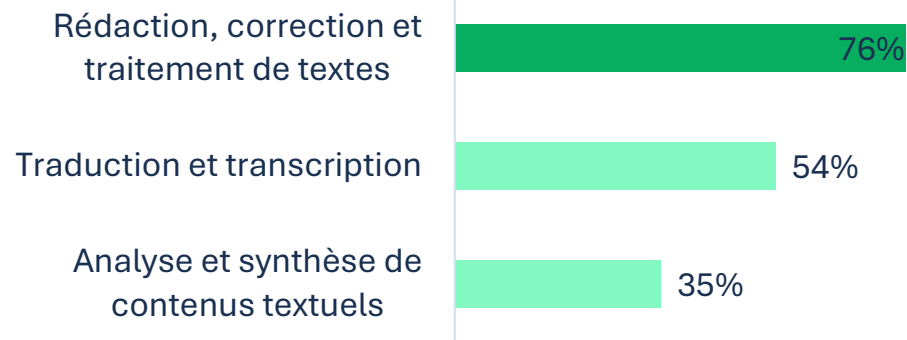 Rédaction, correction et
traitement de textes
76%
Traduction et transcription
54%
Analyse et synthèse de
contenus textuels
35%